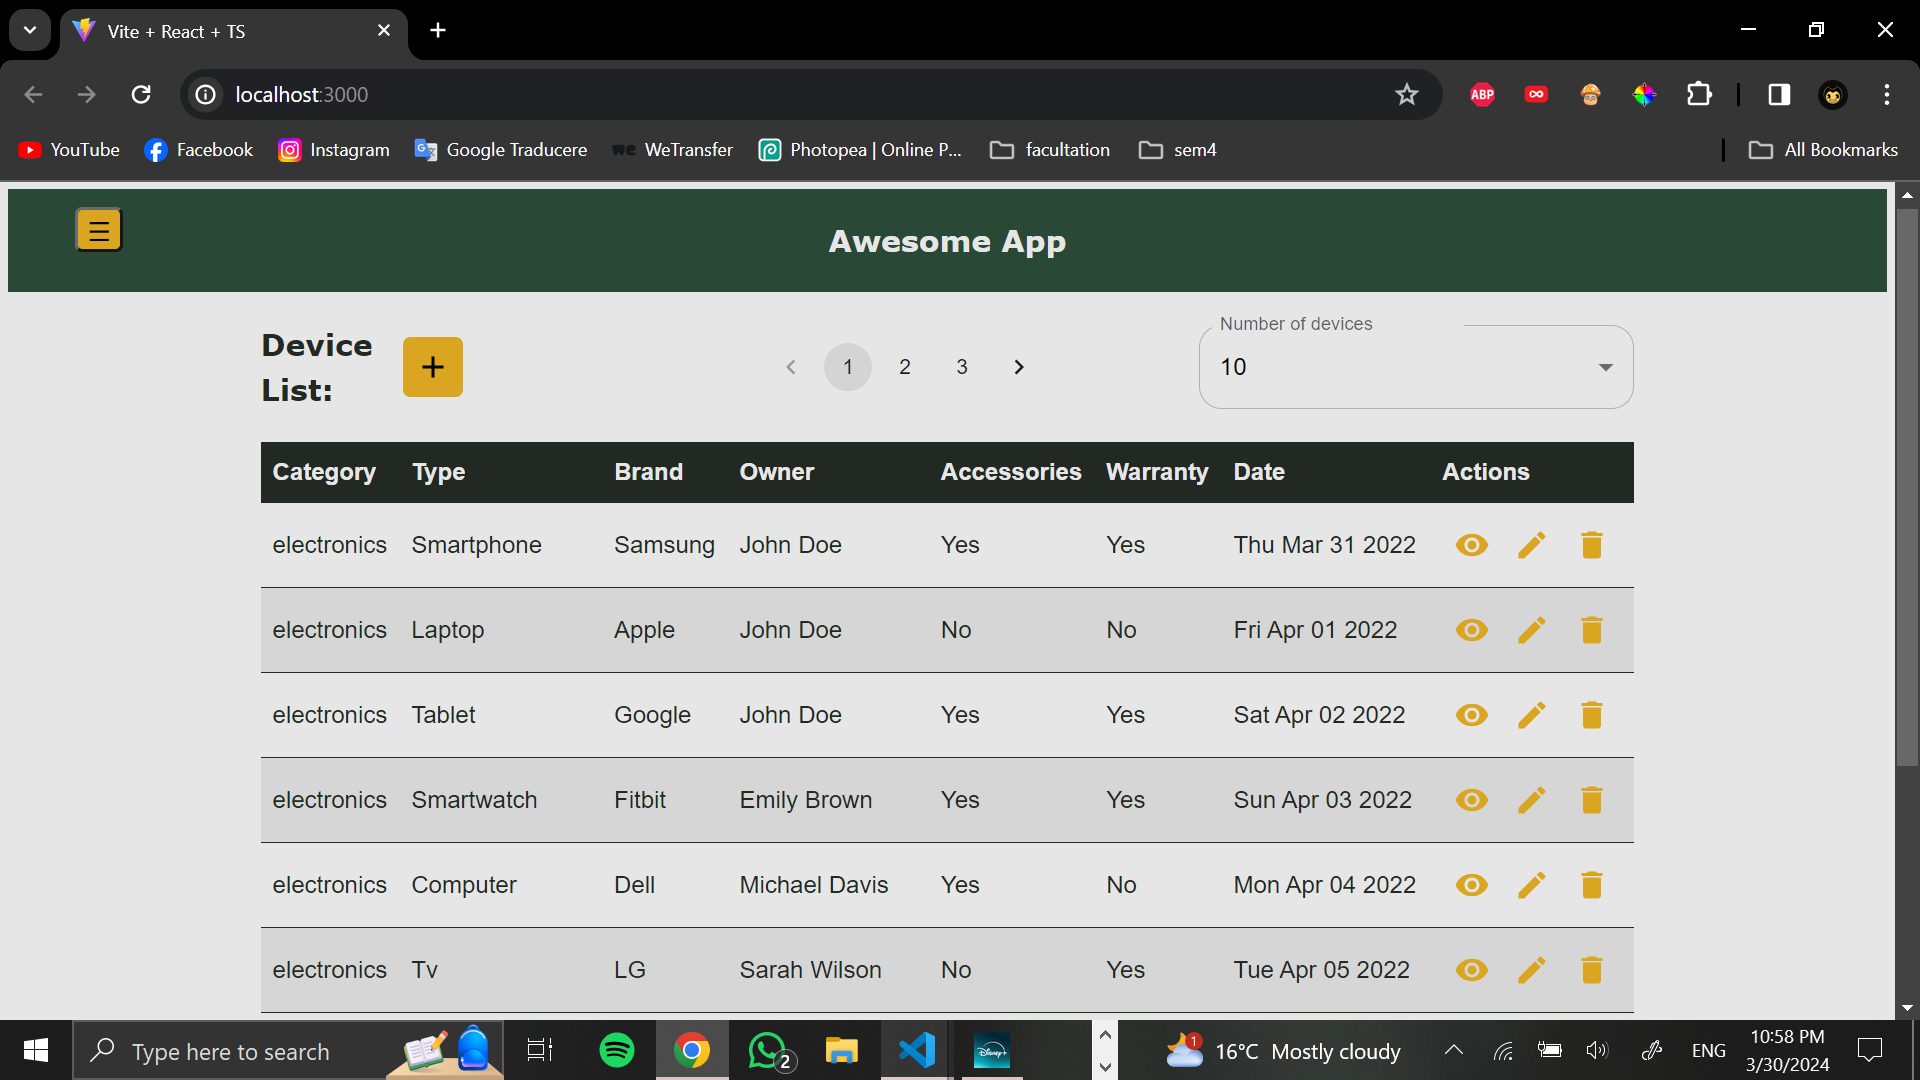 Vite + React + TS
localhost:3000
ABP
YouTube Facebook Instagram Google Traducere WeTransfer Photopea | Online P... facultation sem4 All Bookmarks
Awesome App
Device List:
+
1 2 3
Number of devices
10
Category Type Brand Owner Accessories Warranty Date Actions
electronics Smartphone Samsung John Doe Yes Yes Thu Mar 31 2022
electronics Laptop Apple John Doe No No Fri Apr 01 2022
electronics Tablet Google John Doe Yes Yes Sat Apr 02 2022
electronics Smartwatch Fitbit Emily Brown Yes Yes Sun Apr 03 2022
electronics Computer Dell Michael Davis Yes No Mon Apr 04 2022
electronics Tv LG Sarah Wilson No Yes Tue Apr 05 2022
Type here to search
2
Disney+
1
16°C Mostly cloudy
ENG
10:58 PM
3/30/2024